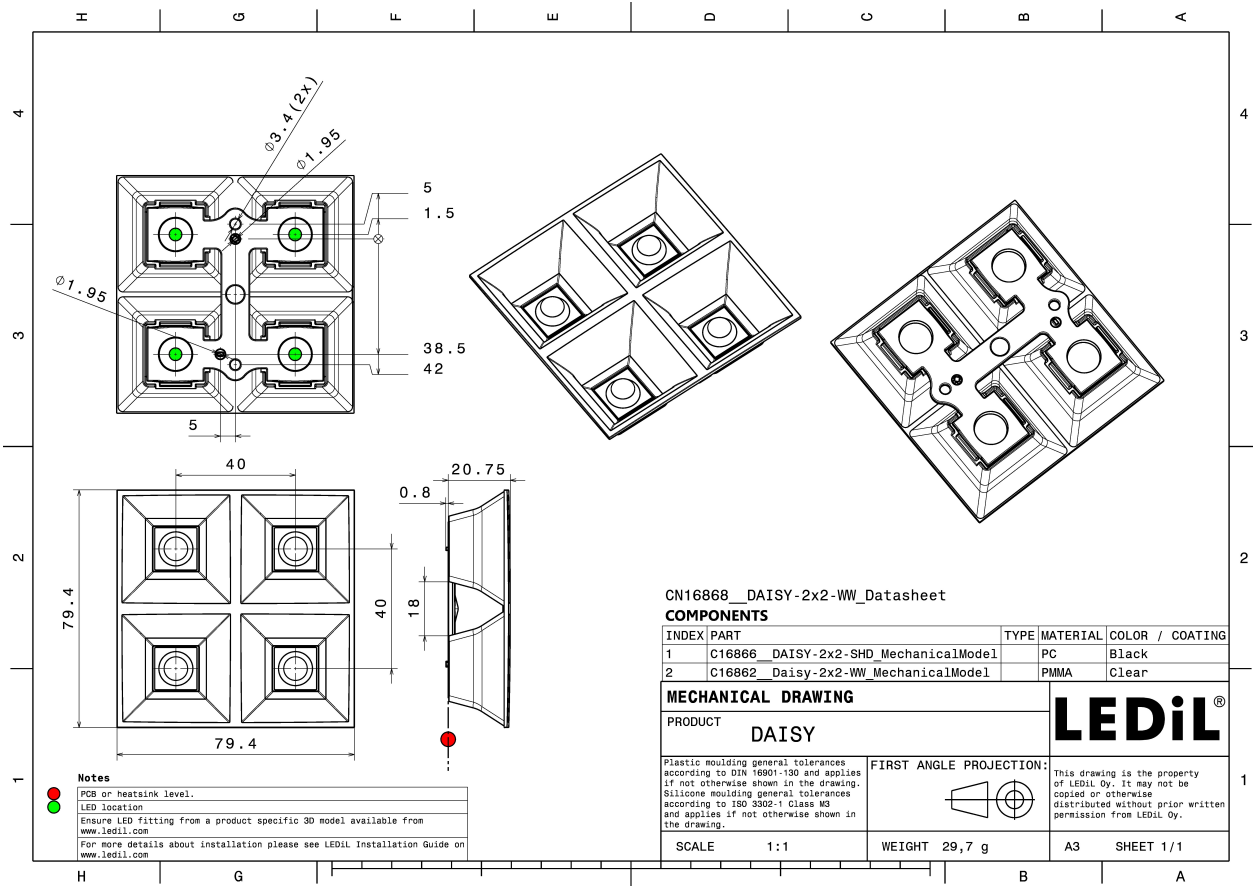 H G F E D C B A
4 4
3 3
2 2
1 1
∅3.4(2x)
∅1.95
5
1.5
∅1.95
38.5
42
5
40
20.75
0.8
79.4
40
18
79.4
CN16868__DAISY-2x2-WW_Datasheet
COMPONENTS
INDEX PART TYPE MATERIAL COLOR / COATING
1 C16866__DAISY-2x2-SHD_MechanicalModel PC Black
2 C16862__Daisy-2x2-WW_MechanicalModel PMMA Clear
MECHANICAL DRAWING
PRODUCT
DAISY
LEDiL®
Plastic moulding general tolerances
according to DIN 16901-130 and applies
if not otherwise shown in the drawing.
Silicone moulding general tolerances
according to ISO 3302-1 Class M3
and applies if not otherwise shown in
the drawing.
FIRST ANGLE PROJECTION:
This drawing is the property
of LEDiL Oy. It may not be
copied or otherwise
distributed without prior written
permission from LEDiL Oy.
SCALE 1:1 WEIGHT 29,7 g A3 SHEET 1/1
Notes
PCB or heatsink level.
LED location
Ensure LED fitting from a product specific 3D model available from
www.ledil.com
For more details about installation please see LEDiL Installation Guide on
www.ledil.com
H G B A